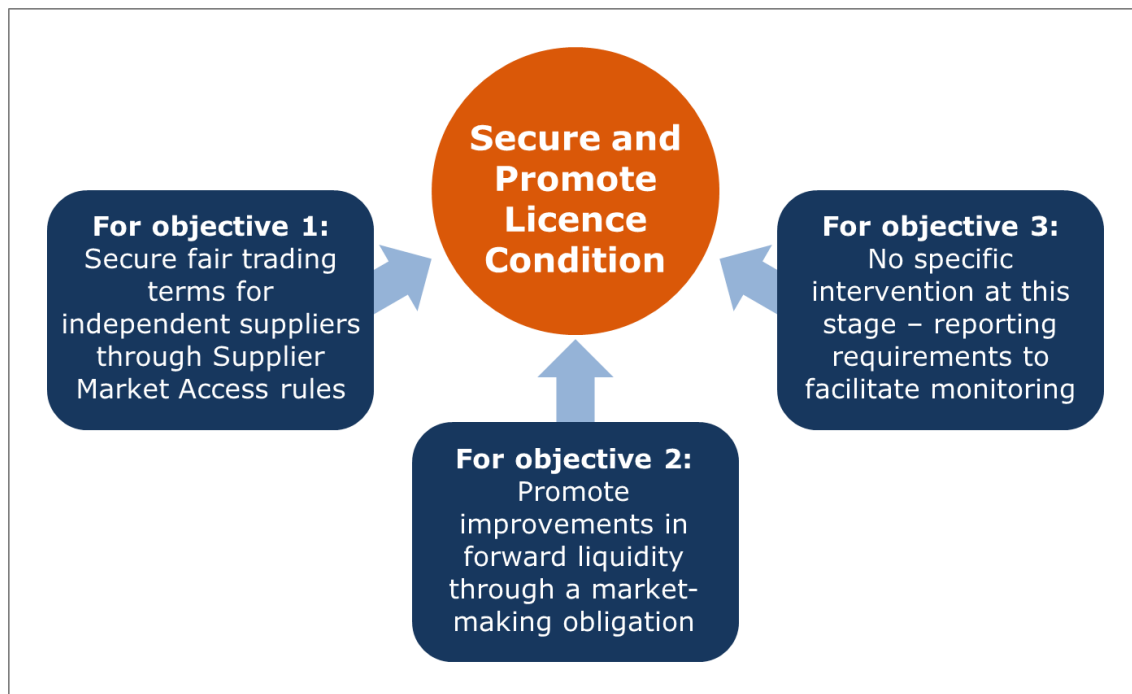 Secure and
Promote
Licence
Condition
For objective 1:
Secure fair trading
terms for
independent suppliers
through Supplier
Market Access rules
For objective 2:
Promote
improvements in
forward liquidity
through a market-
making obligation
For objective 3:
No specific
intervention at this
stage – reporting
requirements to
facilitate monitoring